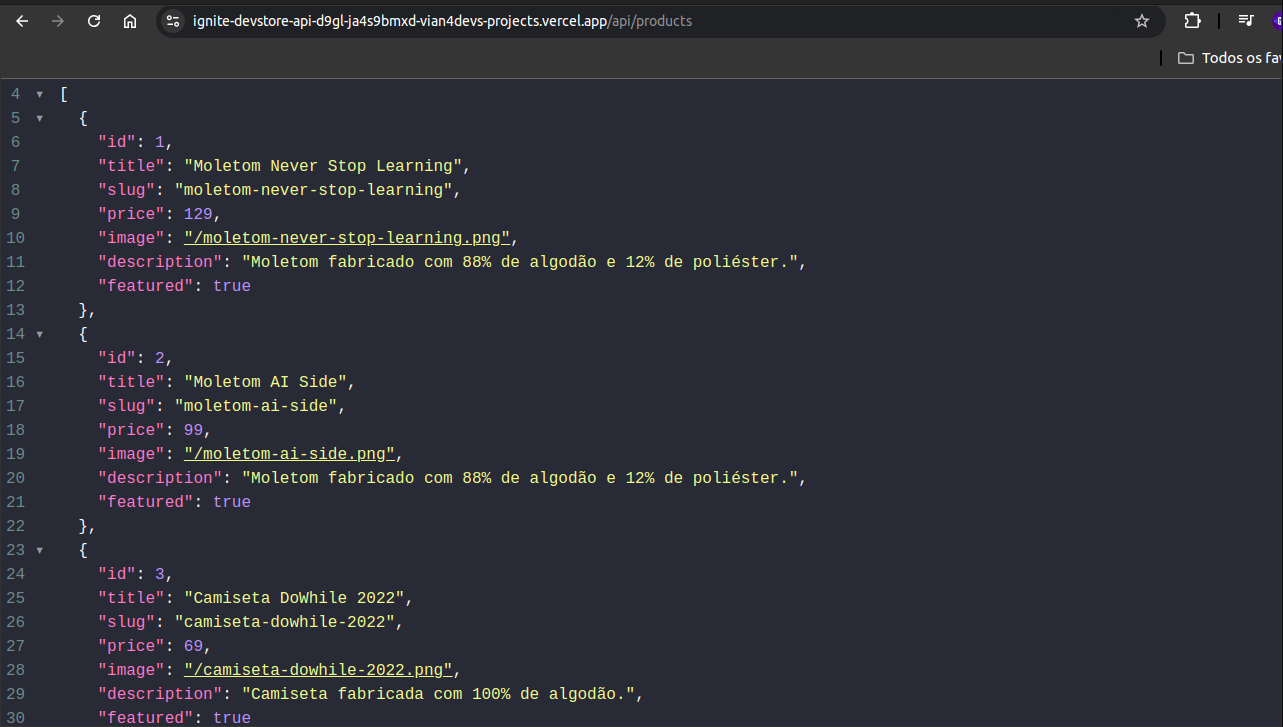 ignite-devstore-api-d9gl-ja4s9bmxd-vian4devs-projects.vercel.app/api/products
Todos os fa
4 [
5 {
6 "id": 1,
7 "title": "Moletom Never Stop Learning",
8 "slug": "moletom-never-stop-learning",
9 "price": 129,
10 "image": "/moletom-never-stop-learning.png",
11 "description": "Moletom fabricado com 88% de algodão e 12% de poliéster.",
12 "featured": true
13 },
14 {
15 "id": 2,
16 "title": "Moletom AI Side",
17 "slug": "moletom-ai-side",
18 "price": 99,
19 "image": "/moletom-ai-side.png",
20 "description": "Moletom fabricado com 88% de algodão e 12% de poliéster.",
21 "featured": true
22 },
23 {
24 "id": 3,
25 "title": "Camiseta DoWhile 2022",
26 "slug": "camiseta-dowhile-2022",
27 "price": 69,
28 "image": "/camiseta-dowhile-2022.png",
29 "description": "Camiseta fabricada com 100% de algodão.",
30 "featured": true